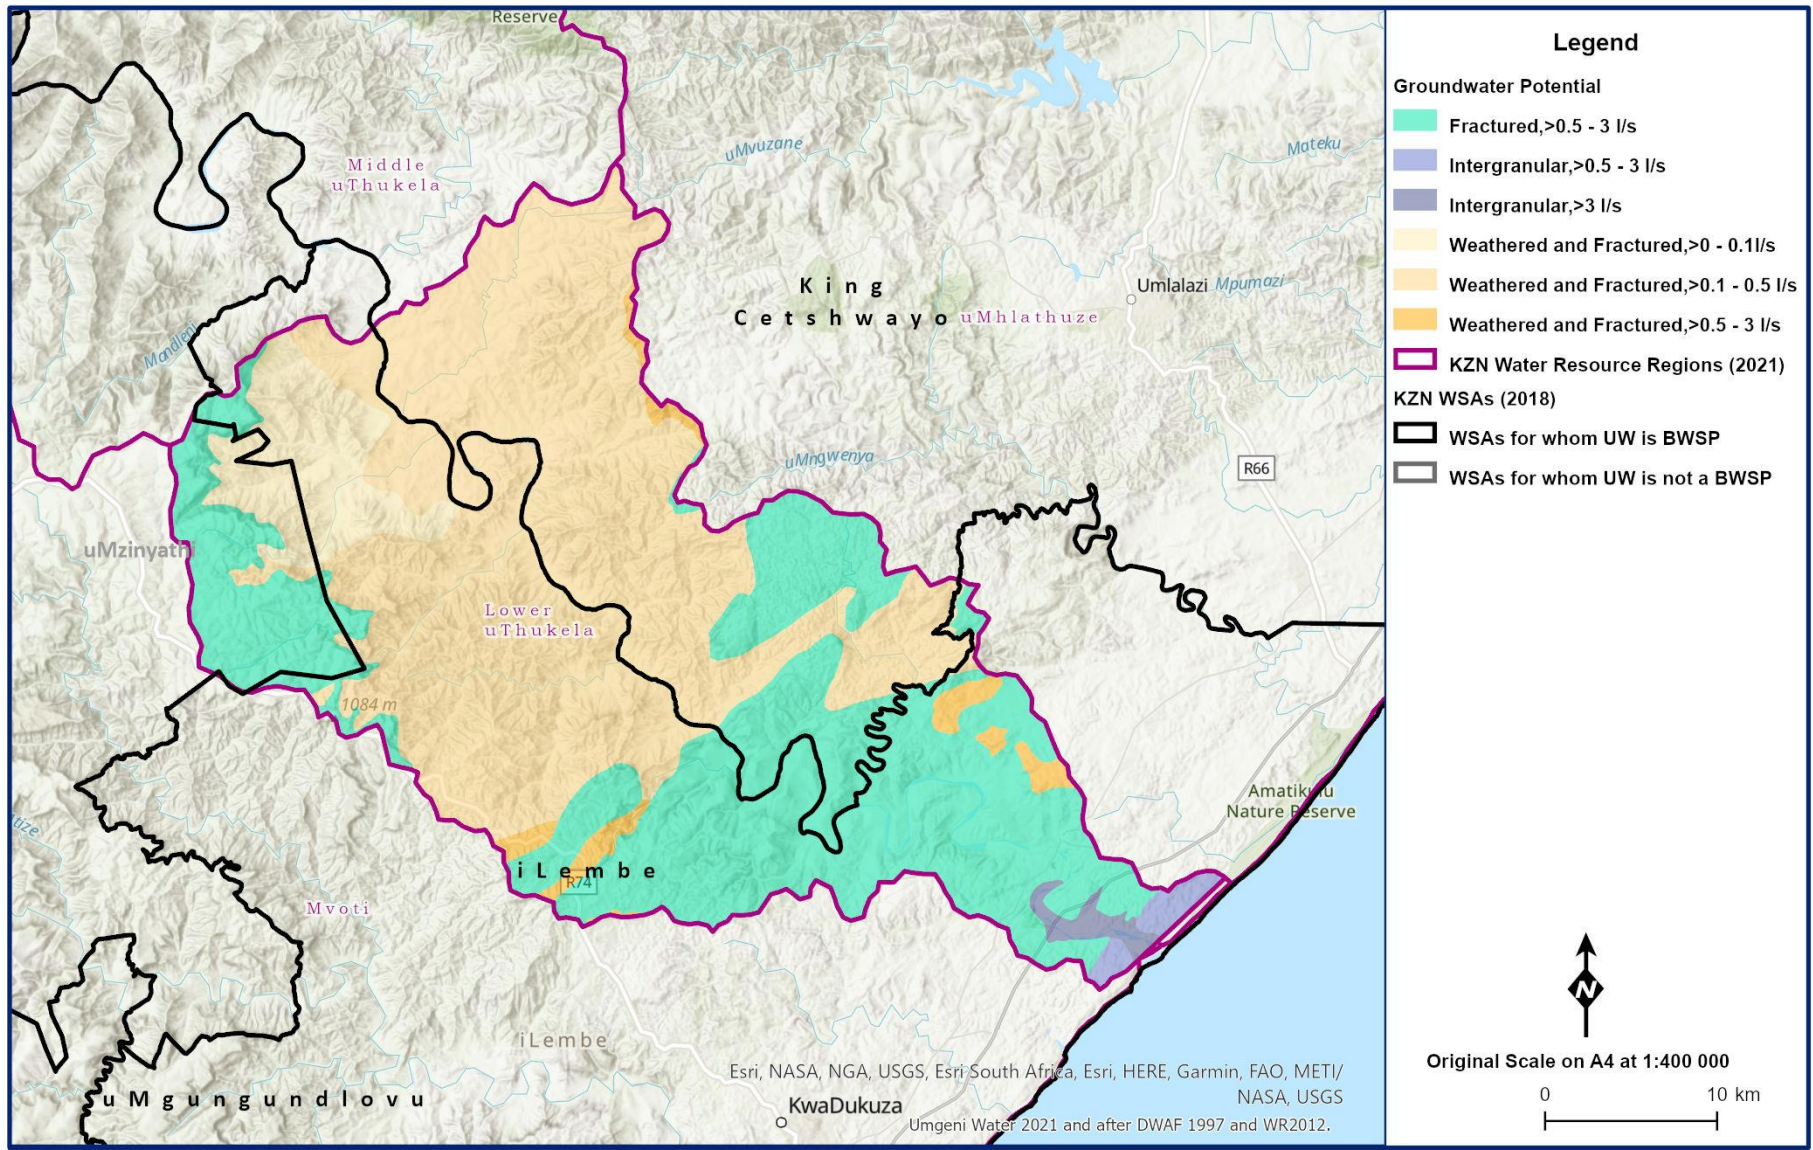 Reserve
Middle
uThukela
uMvuzane
Mateku
King
Cetshwayo
uMhlathuze
Umlalazi
Mpumazi
uMngwenya
R66
uMzinyathi
Lower
uThukela
1084 m
Amatikulu
Nature Reserve
iLembe
R74
Mvoti
iLembe
uMgungundlovu
KwaDukuza
Esri, NASA, NGA, USGS, Esri South Africa, Esri, HERE, Garmin, FAO, METI/
NASA, USGS
Umgeni Water 2021 and after DWAF 1997 and WR2012.
Legend
Groundwater Potential
Fractured,>0.5 - 3 l/s
Intergranular,>0.5 - 3 l/s
Intergranular,>3 l/s
Weathered and Fractured,>0 - 0.1l/s
Weathered and Fractured,>0.1 - 0.5 l/s
Weathered and Fractured,>0.5 - 3 l/s
KZN Water Resource Regions (2021)
KZN WSAs (2018)
WSAs for whom UW is BWSP
WSAs for whom UW is not a BWSP
N
Original Scale on A4 at 1:400 000
0 10 km